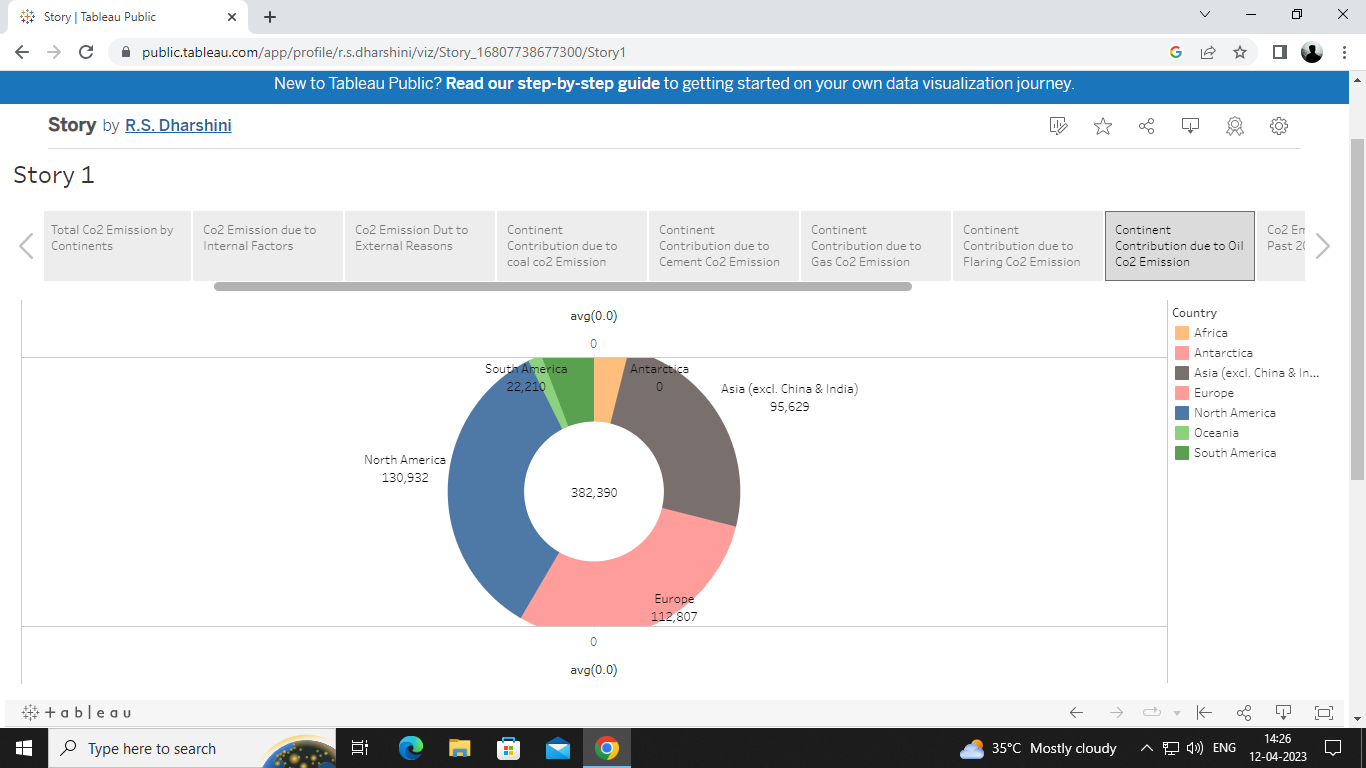 Story | Tableau Public
public.tableau.com/app/profile/r.s.dharshini/viz/Story_16807738677300/Story1
New to Tableau Public? Read our step-by-step guide to getting started on your own data visualization journey.
Story by R.S. Dharshini
Story 1
Total Co2 Emission by
Continents
Co2 Emission due to
Internal Factors
Co2 Emission Dut to
External Reasons
Continent
Contribution due to
coal co2 Emission
Continent
Contribution due to
Cement Co2 Emission
Continent
Contribution due to
Gas Co2 Emission
Continent
Contribution due to
Flaring Co2 Emission
Continent
Contribution due to Oil
Co2 Emission
Co2 Em
Past 20
avg(0.0)
0
South America
22,210
Antarctica
0
Asia (excl. China & India)
95,629
North America
130,932
382,390
Europe
112,807
0
avg(0.0)
Country
Africa
Antarctica
Asia (excl. China & In...
Europe
North America
Oceania
South America
+ a b l e a u
Type here to search
35°C Mostly cloudy
ENG
14:26
12-04-2023